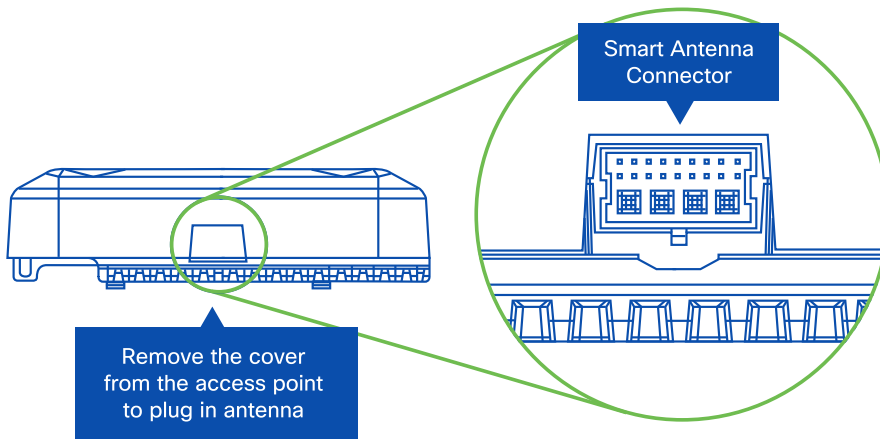 Smart Antenna
Connector
Remove the cover
from the access point
to plug in antenna